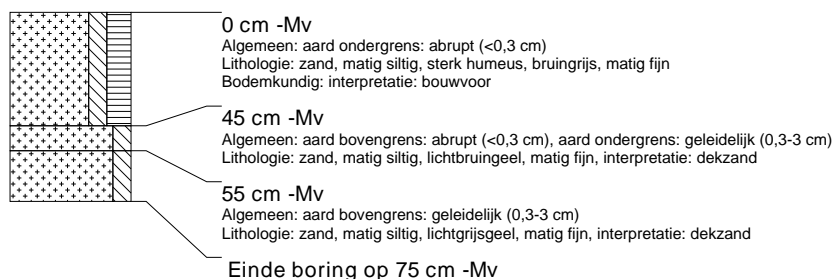 0 cm -Mv
Algemeen: aard ondergrens: abrupt (<0,3 cm)
Lithologie: zand, matig siltig, sterk humeus, bruingrijs, matig fijn
Bodemkundig: interpretatie: bouwvoor
45 cm -Mv
Algemeen: aard bovengrens: abrupt (<0,3 cm), aard ondergrens: geleidelijk (0,3-3 cm)
Lithologie: zand, matig siltig, lichtbruingeel, matig fijn, interpretatie: dekzand
55 cm -Mv
Algemeen: aard bovengrens: geleidelijk (0,3-3 cm)
Lithologie: zand, matig siltig, lichtgrijsgeel, matig fijn, interpretatie: dekzand
Einde boring op 75 cm -Mv